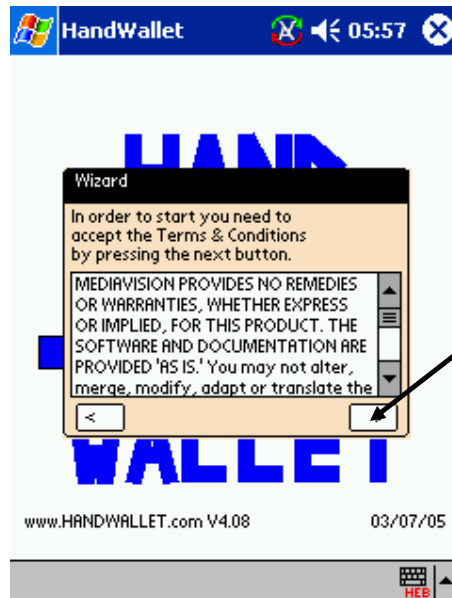 HandWallet 05:57
HAND
Wizard
In order to start you need to
accept the Terms & Conditions
by pressing the next button.
MEDIAVISION PROVIDES NO REMEDIES
OR WARRANTIES, WHETHER EXPRESS
OR IMPLIED, FOR THIS PRODUCT. THE
SOFTWARE AND DOCUMENTATION ARE
PROVIDED 'AS IS.' You may not alter,
merge, modify, adapt or translate the
<
WALLET
www.HANDWALLET.com V4.08 03/07/05
HEB